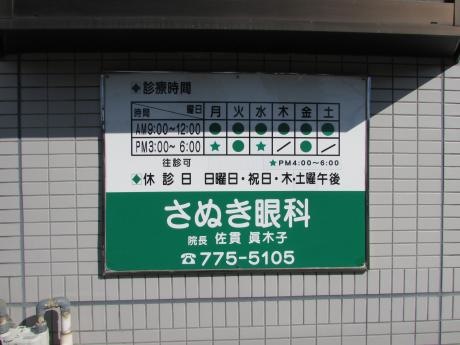 ◆診療時間
時間 曜日 月 火 水 木 金 土
AM9:00~12:00 ● ● ● ● ● ●
PM3:00~6:00 ★ ● ★ / ● /
往診可 ★PM4:00~6:00
◆休診日 日曜日・祝日・木・土曜午後
さぬき眼科
院長 佐貫 眞木子
☎775-5105